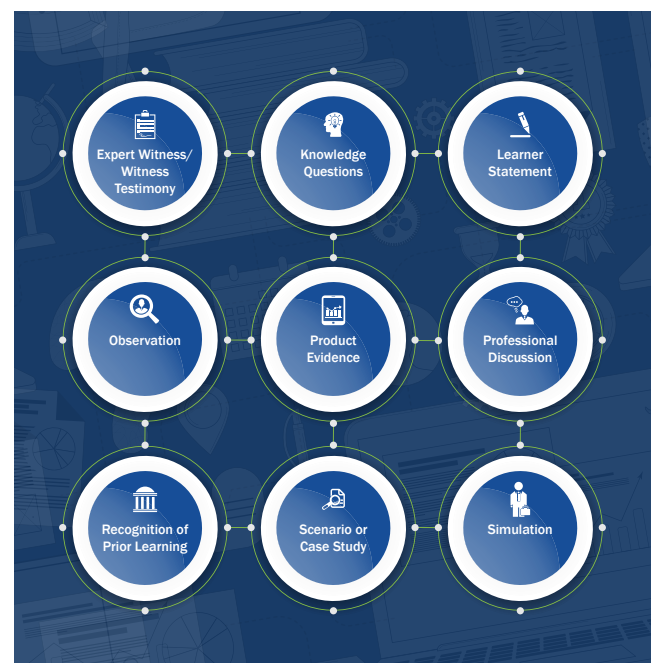 Expert Witness/
Witness
Testimony
Knowledge
Questions
Learner
Statement
Observation
Product
Evidence
Professional
Discussion
Recognition of
Prior Learning
Scenario or
Case Study
Simulation